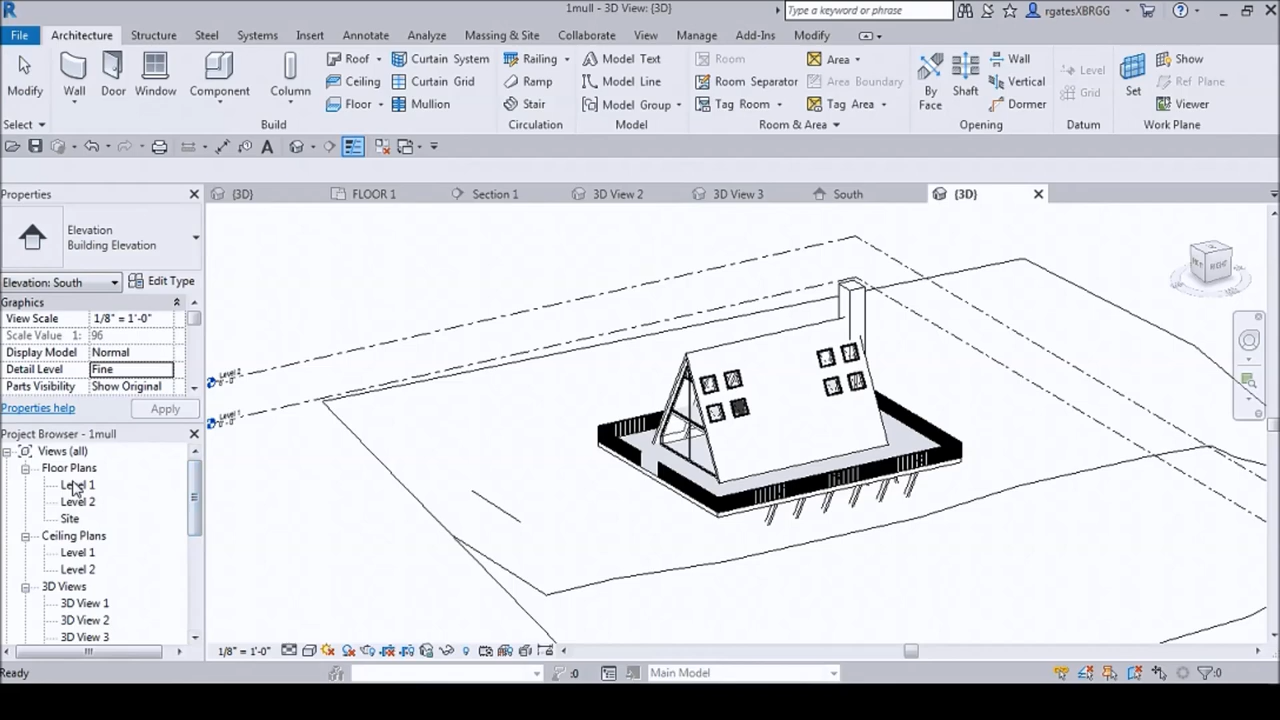 1mull - 3D View: {3D}
Type a keyword or phrase
rgatesXBRGG
File Architecture Structure Steel Systems Insert Annotate Analyze Massing & Site Collaborate View Manage Add-Ins Modify
Roof Curtain System Railing Model Text Room Area Wall Level Show
Modify Wall Door Window Component Column Ceiling Curtain Grid Ramp Model Line Room Separator Area Boundary By Face Shaft Vertical Grid Set Ref Plane
Floor Mullion Stair Model Group Tag Room Tag Area Dormer Viewer
Select Build Circulation Model Room & Area Opening Datum Work Plane
Properties
{3D} FLOOR 1 Section 1 3D View 2 3D View 3 South {3D}
Elevation
Building Elevation
Elevation: South Edit Type
Graphics
View Scale 1/8" = 1'-0"
Scale Value 1: 96
Display Model Normal
Detail Level Fine
Parts Visibility Show Original
Properties help Apply
Project Browser - 1mull
Views (all)
Floor Plans
Level 1
Level 2
Site
Ceiling Plans
Level 1
Level 2
3D Views
3D View 1
3D View 2
3D View 3
Level 2
Level 1
1/8" = 1'-0"
Ready :0 Main Model :0